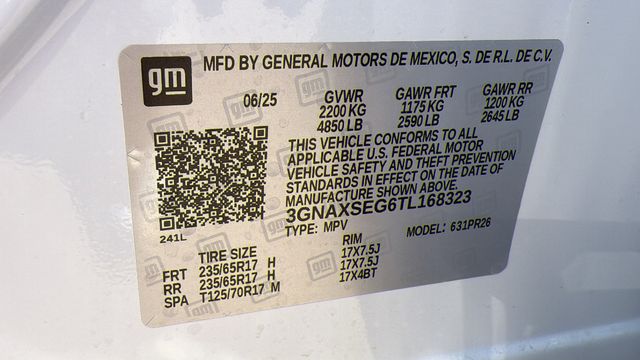 gm
MFD BY GENERAL MOTORS DE MEXICO, S. DE R.L. DE C.V.
06/25 GVWR GAWR FRT GAWR RR
2200 KG 1175 KG 1200 KG
4850 LB 2590 LB 2645 LB
THIS VEHICLE CONFORMS TO ALL
APPLICABLE U.S. FEDERAL MOTOR
VEHICLE SAFETY AND THEFT PREVENTION
STANDARDS IN EFFECT ON THE DATE OF
MANUFACTURE SHOWN ABOVE.
3GNAXSEG6TL168323
241L TYPE: MPV MODEL: 631PR26
TIRE SIZE RIM
FRT 235/65R17 H 17X7.5J
RR 235/65R17 H 17X7.5J
SPA T125/70R17 M 17X4BT